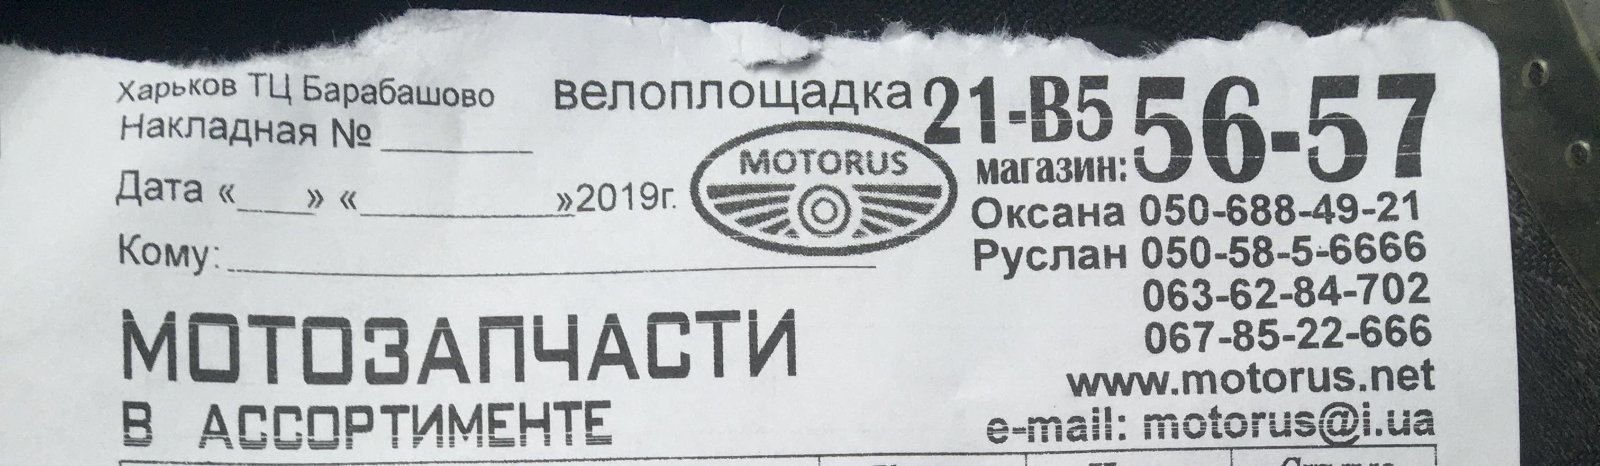 Харьков ТЦ Барабашово
велоплощадка 21-В5 56-57
Накладная №
магазин:
MOTORUS
Дата «____» «__________»2019г.
Оксана 050-688-49-21
Кому:
Руслан 050-58-5-6666
063-62-84-702
067-85-22-666
МОТОЗАПЧАСТИ
www.motorus.net
В АССОРТИМЕНТЕ
e-mail: motorus@i.ua